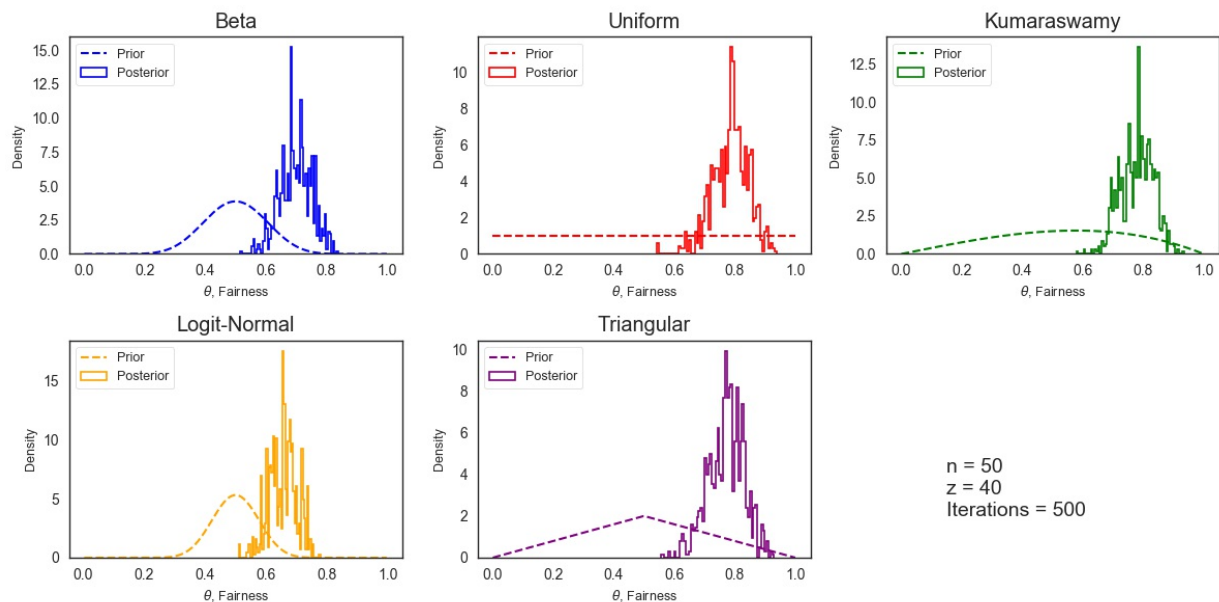 Beta
15.0
12.5
10.0
7.5
5.0
2.5
0.0
Density
Prior
Posterior
0.0 0.2 0.4 0.6 0.8 1.0
θ, Fairness
Uniform
10
8
6
4
2
0
Density
Prior
Posterior
0.0 0.2 0.4 0.6 0.8 1.0
θ, Fairness
Kumaraswamy
12.5
10.0
7.5
5.0
2.5
0.0
Density
Prior
Posterior
0.0 0.2 0.4 0.6 0.8 1.0
θ, Fairness
Logit-Normal
15
10
5
0
Density
Prior
Posterior
0.0 0.2 0.4 0.6 0.8 1.0
θ, Fairness
Triangular
10
8
6
4
2
0
Density
Prior
Posterior
0.0 0.2 0.4 0.6 0.8 1.0
θ, Fairness
n = 50
z = 40
Iterations = 500